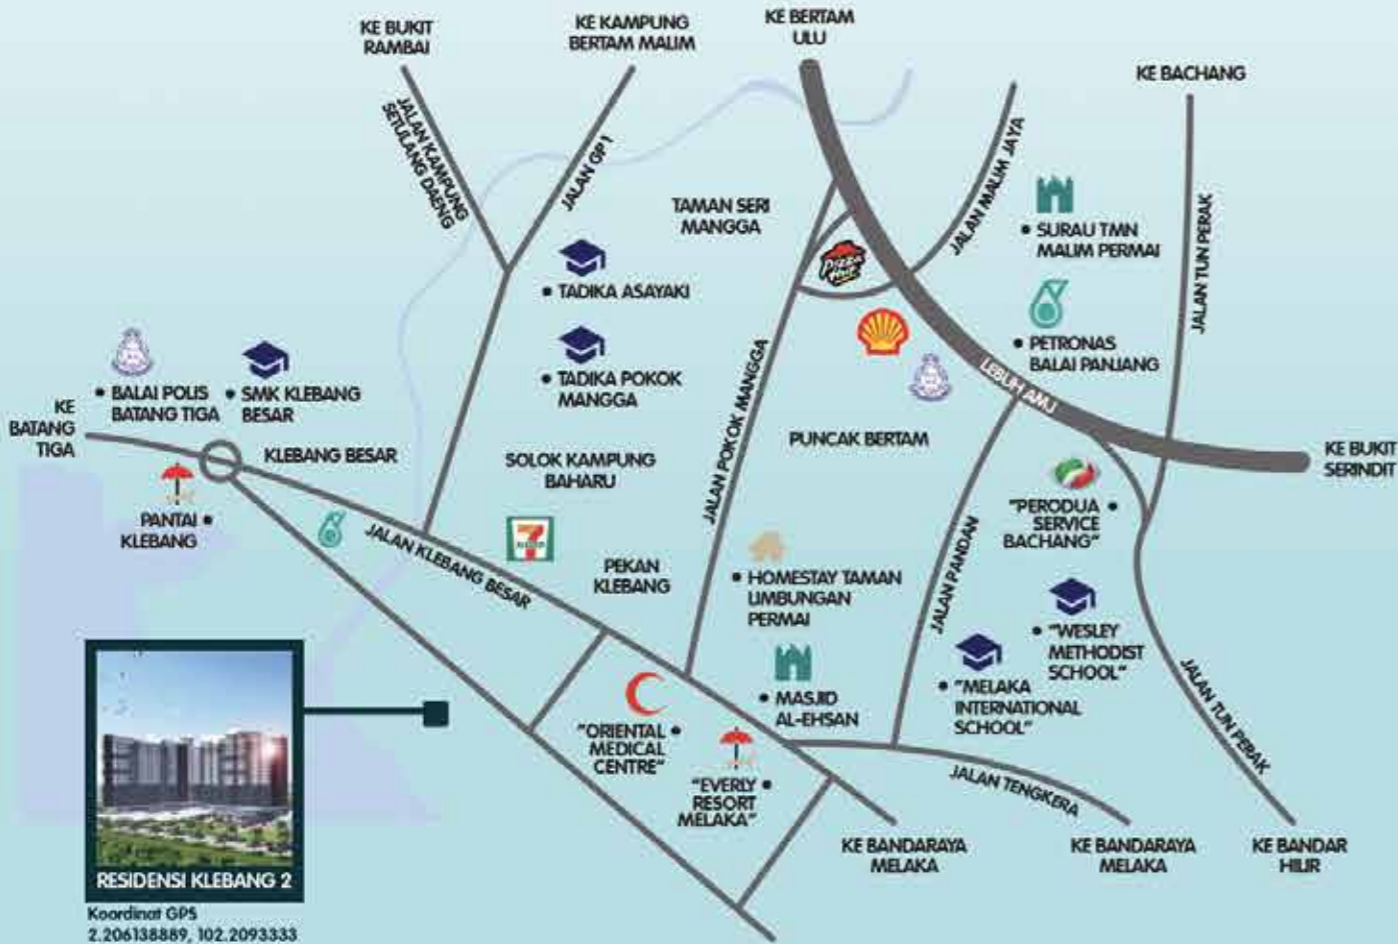 KE BUKIT
RAMBAI
KE KAMPUNG
BERTAM MALIM
KE BERTAM
ULU
KE BACHANG
JALAN KAMPUNG
SETULANG DAENG
JALAN GP1
TAMAN SERI
MANGGA
JALAN MALIM JAYA
• SURAU TMN
MALIM PERMAI
JALAN TUN PERAK
Pizza
Hut
• TADIKA ASAYAKI
• PETRONAS
BALAI PANJANG
• TADIKA POKOK
MANGGA
JALAN POKOK MANGGA
LEBUH AMJ
• BALAI POLIS
BATANG TIGA
• SMK KLEBANG
BESAR
KE
BATANG
TIGA
KLEBANG BESAR
SOLOK KAMPUNG
BAHARU
PUNCAK BERTAM
KE BUKIT
SERINDIT
PANTAI •
KLEBANG
"PERODUA •
SERVICE
BACHANG"
JALAN KLEBANG BESAR
7
ELEVEN
PEKAN
KLEBANG
• HOMESTAY TAMAN
LIMBUNGAN
PERMAI
JALAN PANDAN
• "WESLEY
METHODIST
SCHOOL"
• MASJID
AL-EHSAN
• "MELAKA
INTERNATIONAL
SCHOOL"
JALAN TUN PERAK
"ORIENTAL •
MEDICAL
CENTRE"
"EVERLY •
RESORT
MELAKA"
JALAN TENGKERA
KE BANDARAYA
MELAKA
KE BANDARAYA
MELAKA
KE BANDAR
HILIR
RESIDENSI KLEBANG 2
Koordinat GPS
2.206138889, 102.2093333